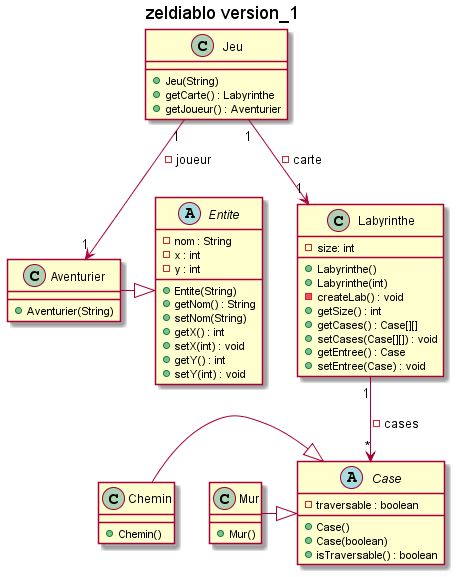 zeldiablo version_1
C Jeu
Jeu(String)
getCarte() : Labyrinthe
getJoueur() : Aventurier
1
1
joueur
carte
1
1
A Entite
nom : String
x : int
y : int
Entite(String)
getNom() : String
setNom(String)
getX() : int
setX(int) : void
getY() : int
setY(int) : void
C Labyrinthe
size: int
Labyrinthe()
Labyrinthe(int)
createLab() : void
getSize() : int
getCases() : Case[][]
setCases(Case[][]) : void
getEntree() : Case
setEntree(Case) : void
C Aventurier
Aventurier(String)
1
cases
*
C Chemin
Chemin()
C Mur
Mur()
A Case
traversable : boolean
Case()
Case(boolean)
isTraversable() : boolean